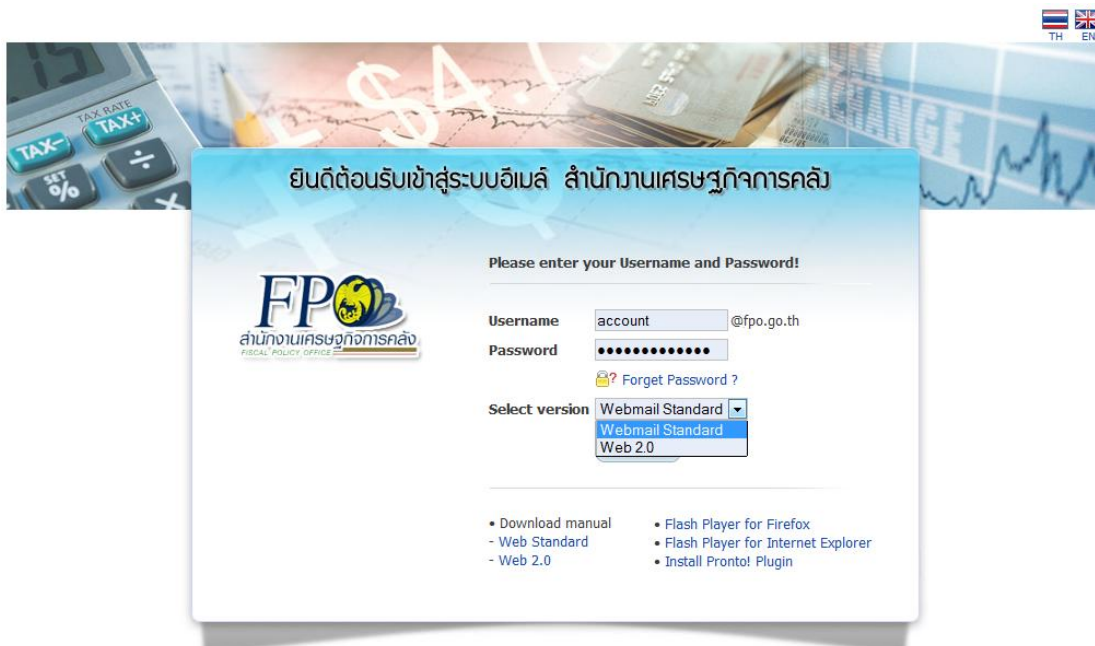 TH EN
15
TAX RATE
TAX-
TAX+
SET
%
÷
$4.
ยินดีต้อนรับเข้าสู่ระบบอีเมล์ สำนักงานเศรษฐกิจการคลัง
FPO
สำนักงานเศรษฐกิจการคลัง
FISCAL POLICY OFFICE
Please enter your Username and Password!
Username account @fpo.go.th
Password •••••••••••••
? Forget Password ?
Select version Webmail Standard
Webmail Standard
Web 2.0
• Download manual
- Web Standard
- Web 2.0
• Flash Player for Firefox
• Flash Player for Internet Explorer
• Install Pronto! Plugin